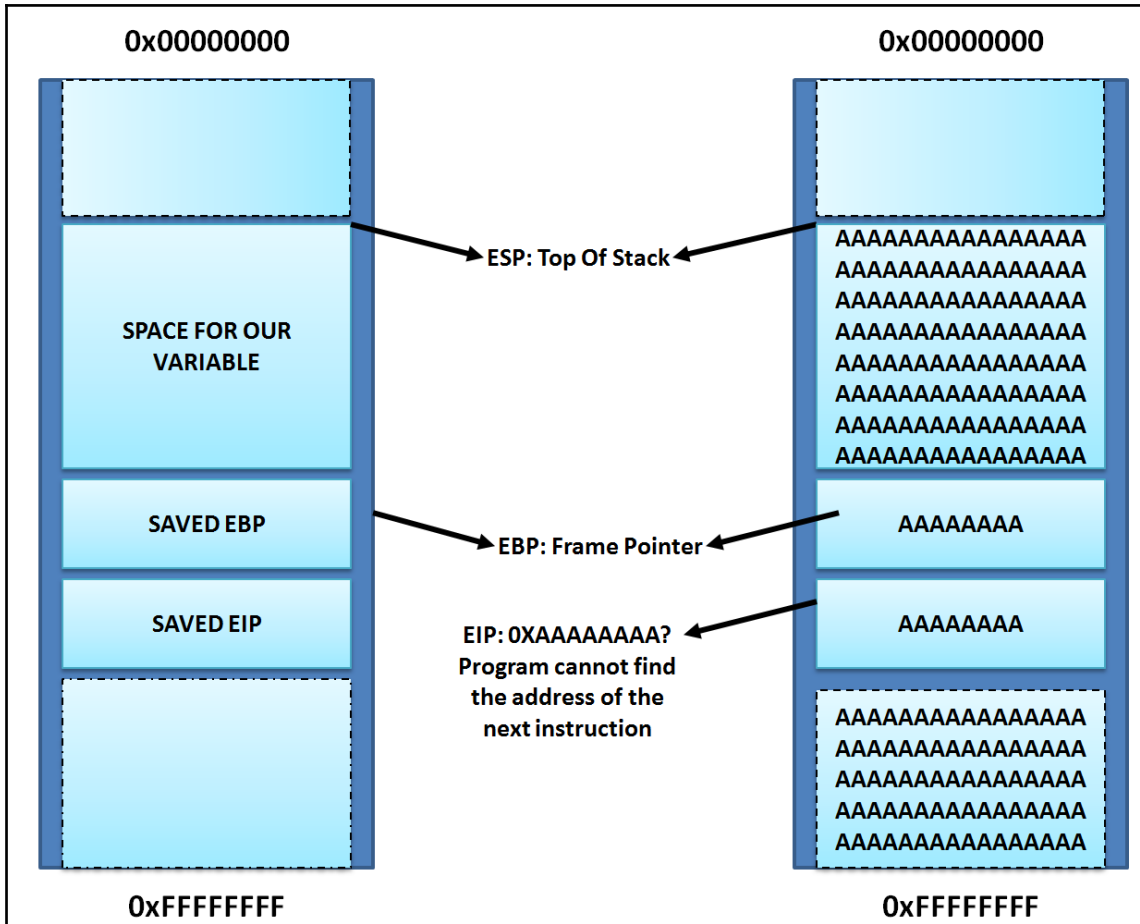 0x00000000
0x00000000
SPACE FOR OUR
VARIABLE
SAVED EBP
SAVED EIP
0xFFFFFFFF
ESP: Top Of Stack
EBP: Frame Pointer
EIP: 0XAAAAAAAA?
Program cannot find
the address of the
next instruction
AAAAAAAAAAAAAAAA
AAAAAAAAAAAAAAAA
AAAAAAAAAAAAAAAA
AAAAAAAAAAAAAAAA
AAAAAAAAAAAAAAAA
AAAAAAAAAAAAAAAA
AAAAAAAAAAAAAAAA
AAAAAAAAAAAAAAAA
AAAAAAAA
AAAAAAAA
AAAAAAAAAAAAAAAA
AAAAAAAAAAAAAAAA
AAAAAAAAAAAAAAAA
AAAAAAAAAAAAAAAA
AAAAAAAAAAAAAAAA
0xFFFFFFFF